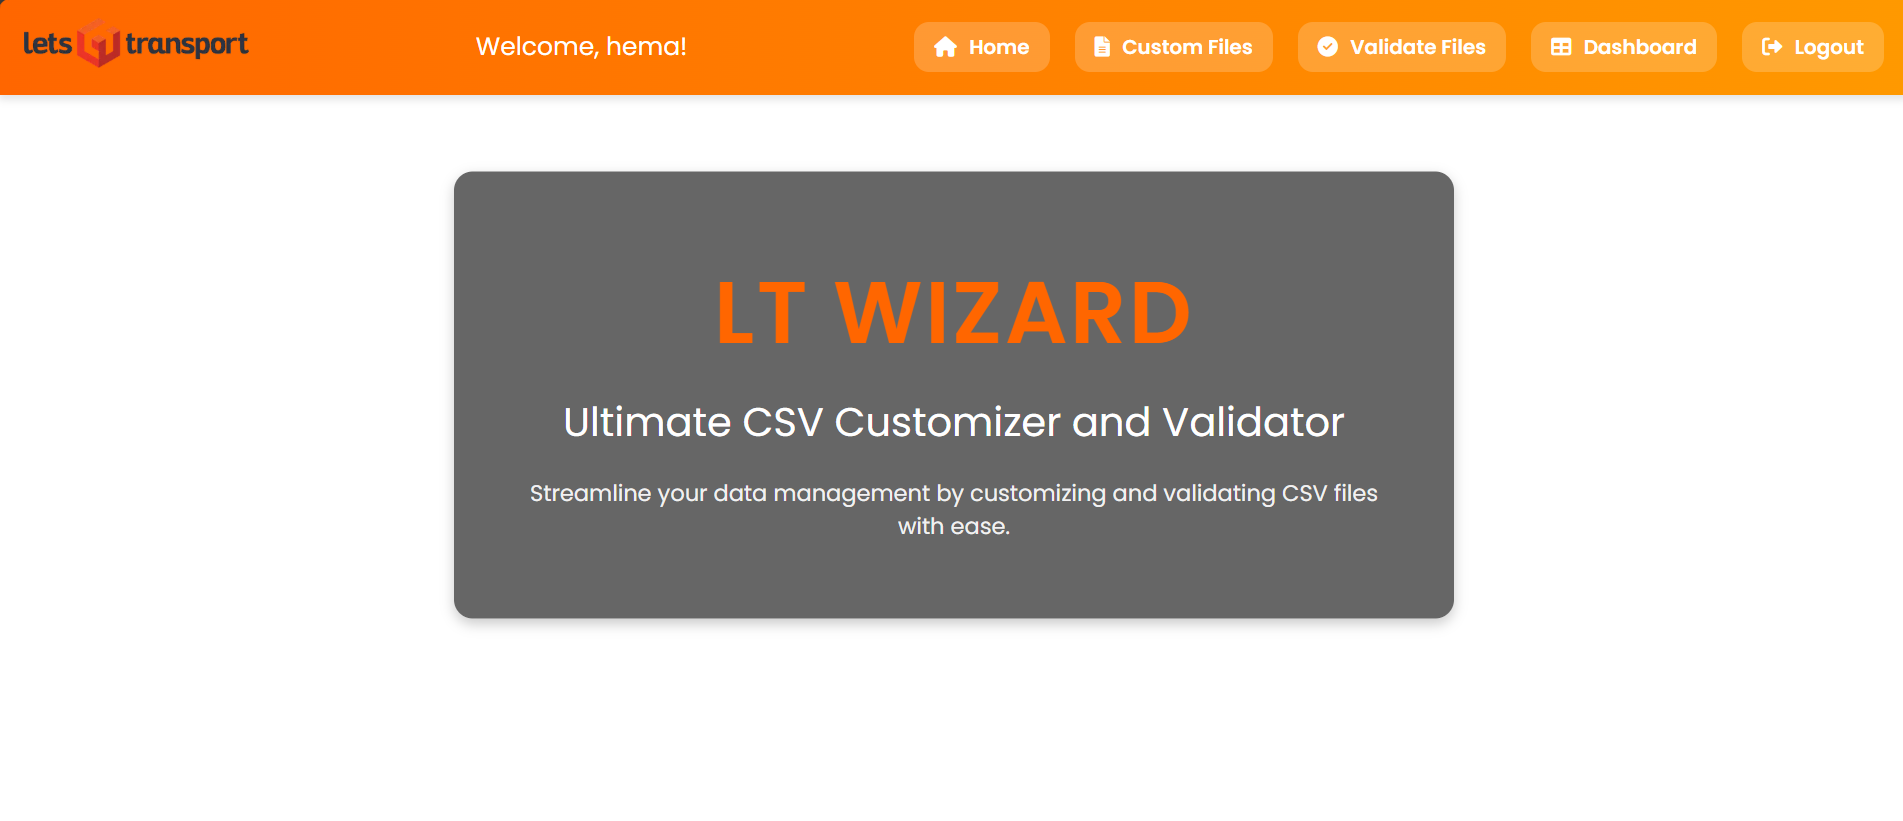 lets transport
Welcome, hema!
Home
Custom Files
Validate Files
Dashboard
Logout
LT WIZARD
Ultimate CSV Customizer and Validator
Streamline your data management by customizing and validating CSV files
with ease.